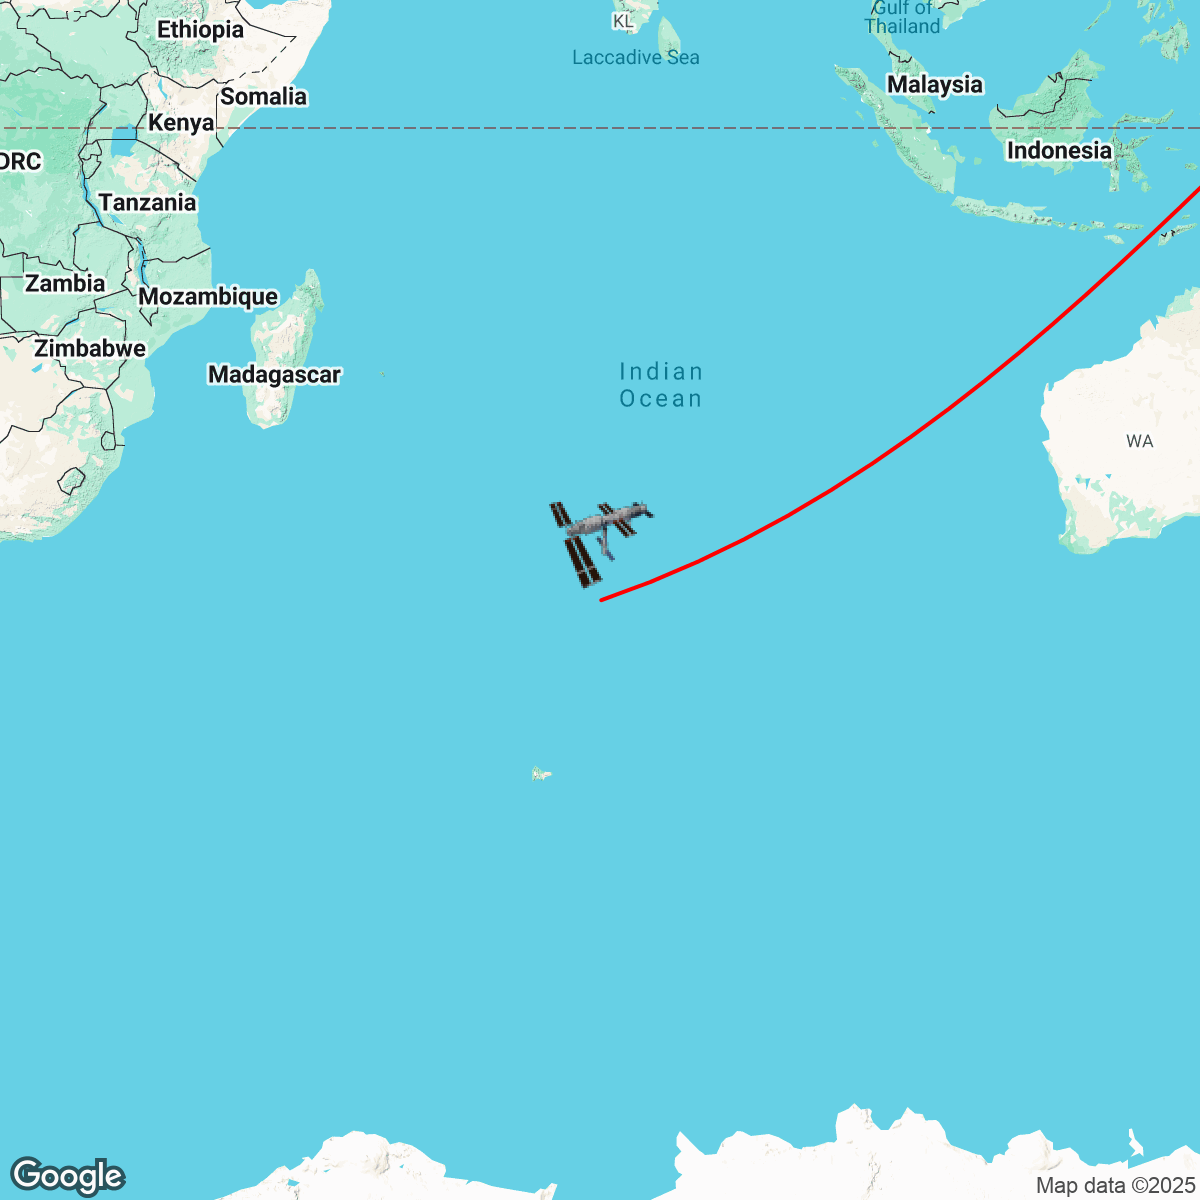 Ethiopia
KL
Gulf of
Thailand
Laccadive Sea
Somalia
Malaysia
Kenya
DRC
Indonesia
Tanzania
Zambia
Mozambique
Zimbabwe
Madagascar
Indian
Ocean
WA
Google
Map data ©2025